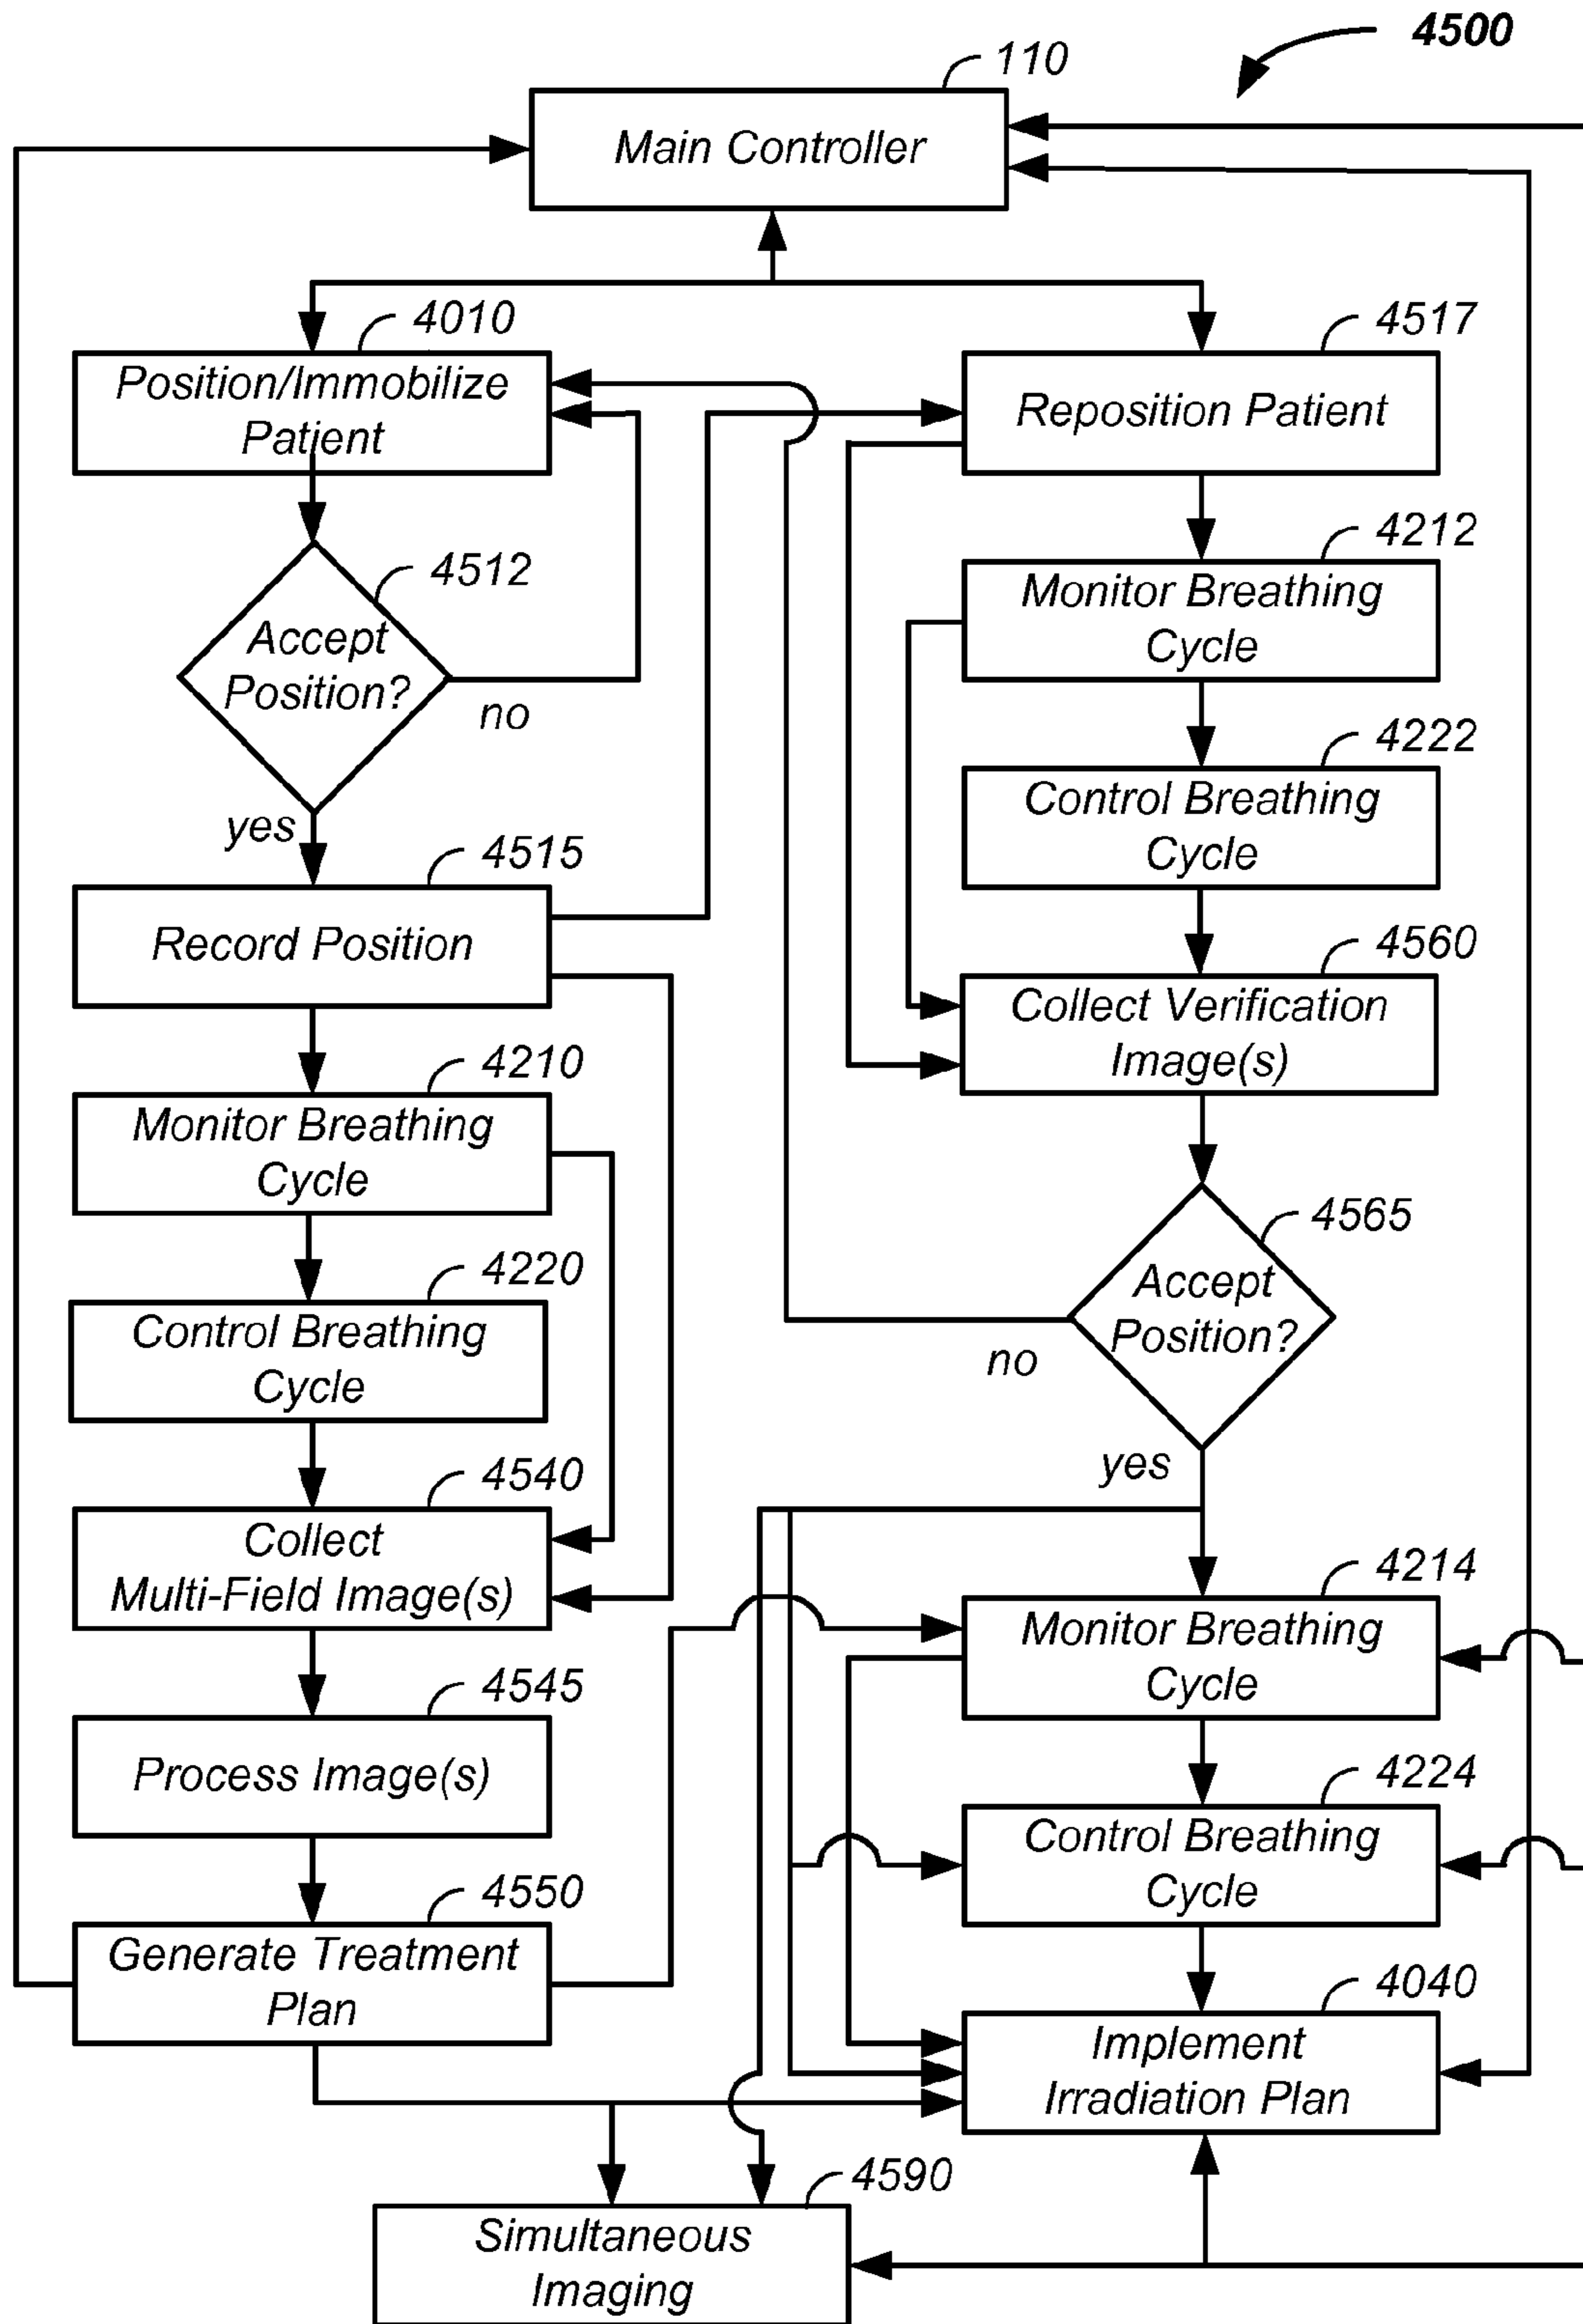 4500
110
Main Controller
4010
Position/Immobilize
Patient
4517
Reposition Patient
4512
Accept
Position?
no
yes
4212
Monitor Breathing
Cycle
4222
Control Breathing
Cycle
4515
Record Position
4560
Collect Verification
Image(s)
4210
Monitor Breathing
Cycle
4565
Accept
Position?
no
yes
4220
Control Breathing
Cycle
4540
Collect
Multi-Field Image(s)
4214
Monitor Breathing
Cycle
4545
Process Image(s)
4224
Control Breathing
Cycle
4550
Generate Treatment
Plan
4040
Implement
Irradiation Plan
4590
Simultaneous
Imaging